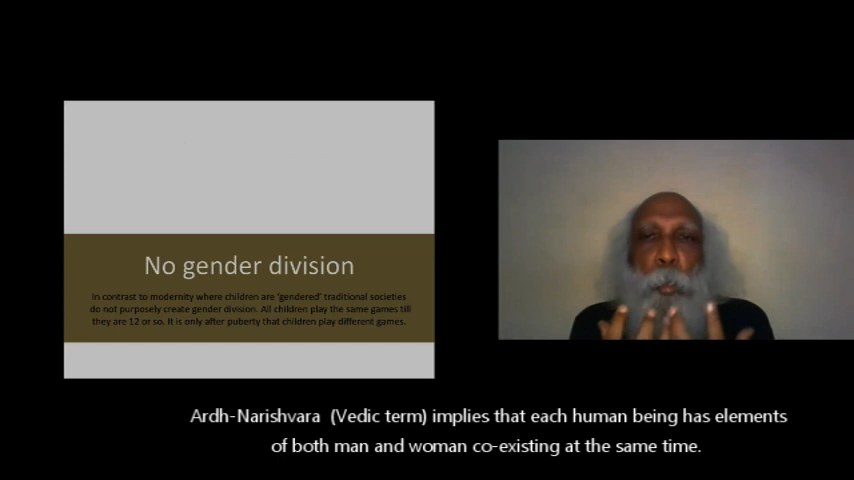 No gender division
In contrast to modernity where children are 'gendered' traditional societies
do not purposely create gender division. All children play the same games till
they are 12 or so. It is only after puberty that children play different games.
Ardh-Narishvara  (Vedic term) implies that each human being has elements
of both man and woman co-existing at the same time.